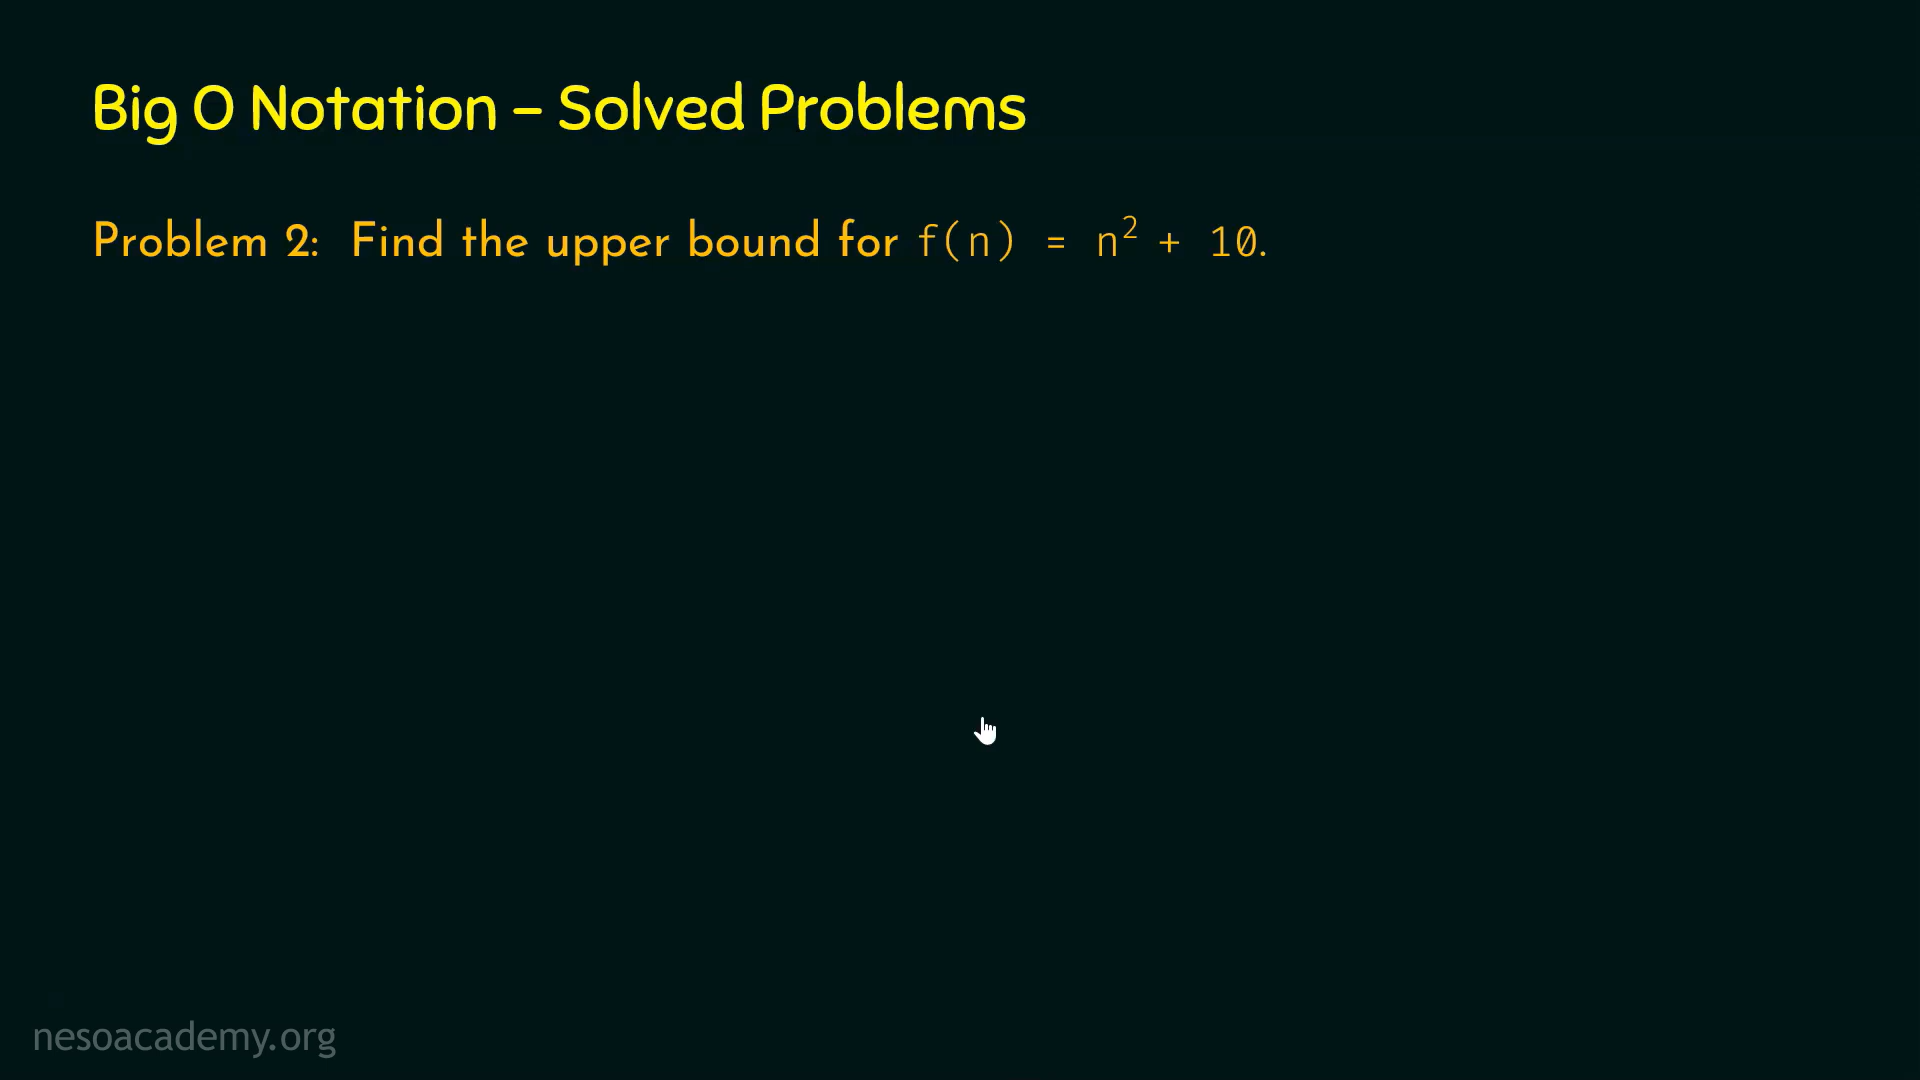 Big O Notation – Solved Problems
Problem 2: Find the upper bound for f(n) = n² + 10.
nesoacademy.org